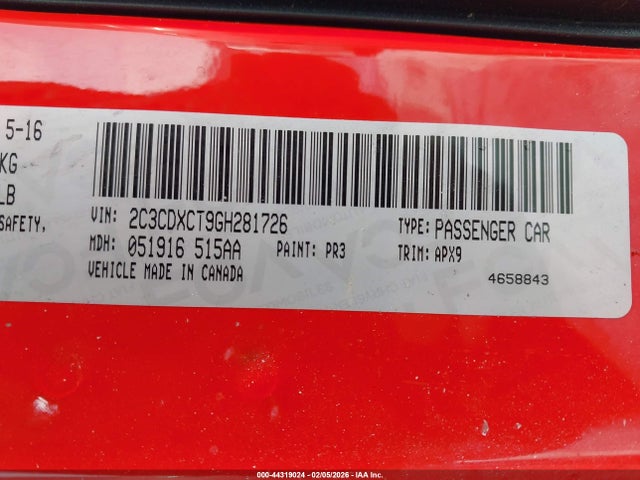 5-16
KG
LB
SAFETY,
VIN: 2C3CDXCT9GH281726
TYPE: PASSENGER CAR
MDH: 051916 515AA
PAINT: PR3
TRIM: APX9
VEHICLE MADE IN CANADA
4658843
000-44319024 - 02/05/2026 - IAA Inc.